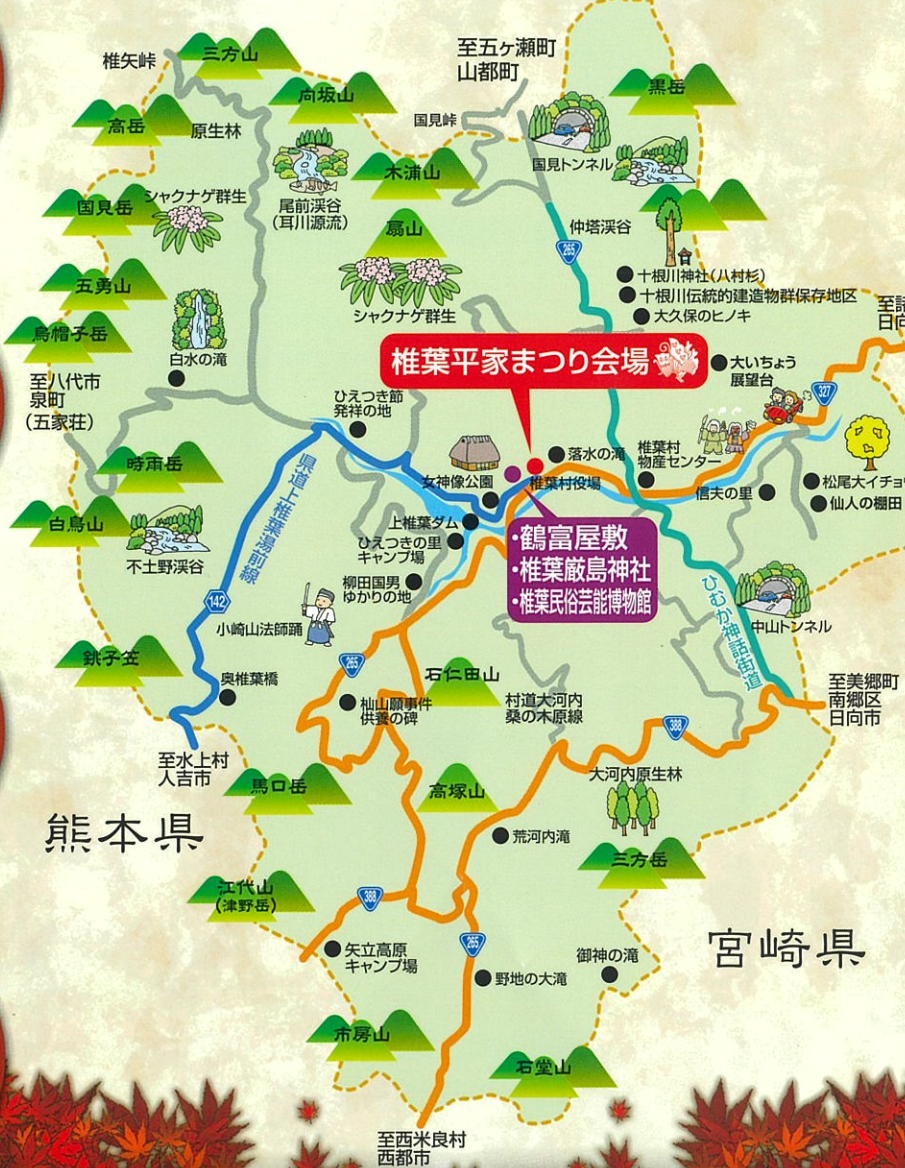 椎矢峠
三方山
至五ヶ瀬町
山都町
向坂山
黒岳
高岳
原生林
国見峠
国見トンネル
木浦山
国見岳
シャクナゲ群生
尾前渓谷
(耳川源流)
扇山
仲塔渓谷
265
五勇山
シャクナゲ群生
十根川神社(八村杉)
十根川伝統的建造物群保存地区
大久保のヒノキ
烏帽子岳
白水の滝
椎葉平家まつり会場
大いちょう
展望台
至八代市
泉町
(五家荘)
327
ひえつき節
発祥の地
時雨岳
県道上椎葉湯前線
落水の滝
椎葉村
物産センター
女神像公園
椎葉村役場
信夫の里
松尾大イチョウ
仙人の棚田
白鳥山
不土野渓谷
上椎葉ダム
ひえつきの里
キャンプ場
・鶴富屋敷
・椎葉厳島神社
・椎葉民俗芸能博物館
柳田国男
ゆかりの地
142
小崎山法師踊
ひむか神話街道
中山トンネル
銚子笠
265
石仁田山
奥椎葉橋
杣山願事件
供養の碑
村道大河内
桑の木原線
至美郷町
南郷区
日向市
388
至水上村
人吉市
馬口岳
高塚山
大河内原生林
熊本県
荒河内滝
三方岳
江代山
(津野岳)
388
265
宮崎県
矢立高原
キャンプ場
野地の大滝
御神の滝
市房山
石堂山
至西米良村
西都市